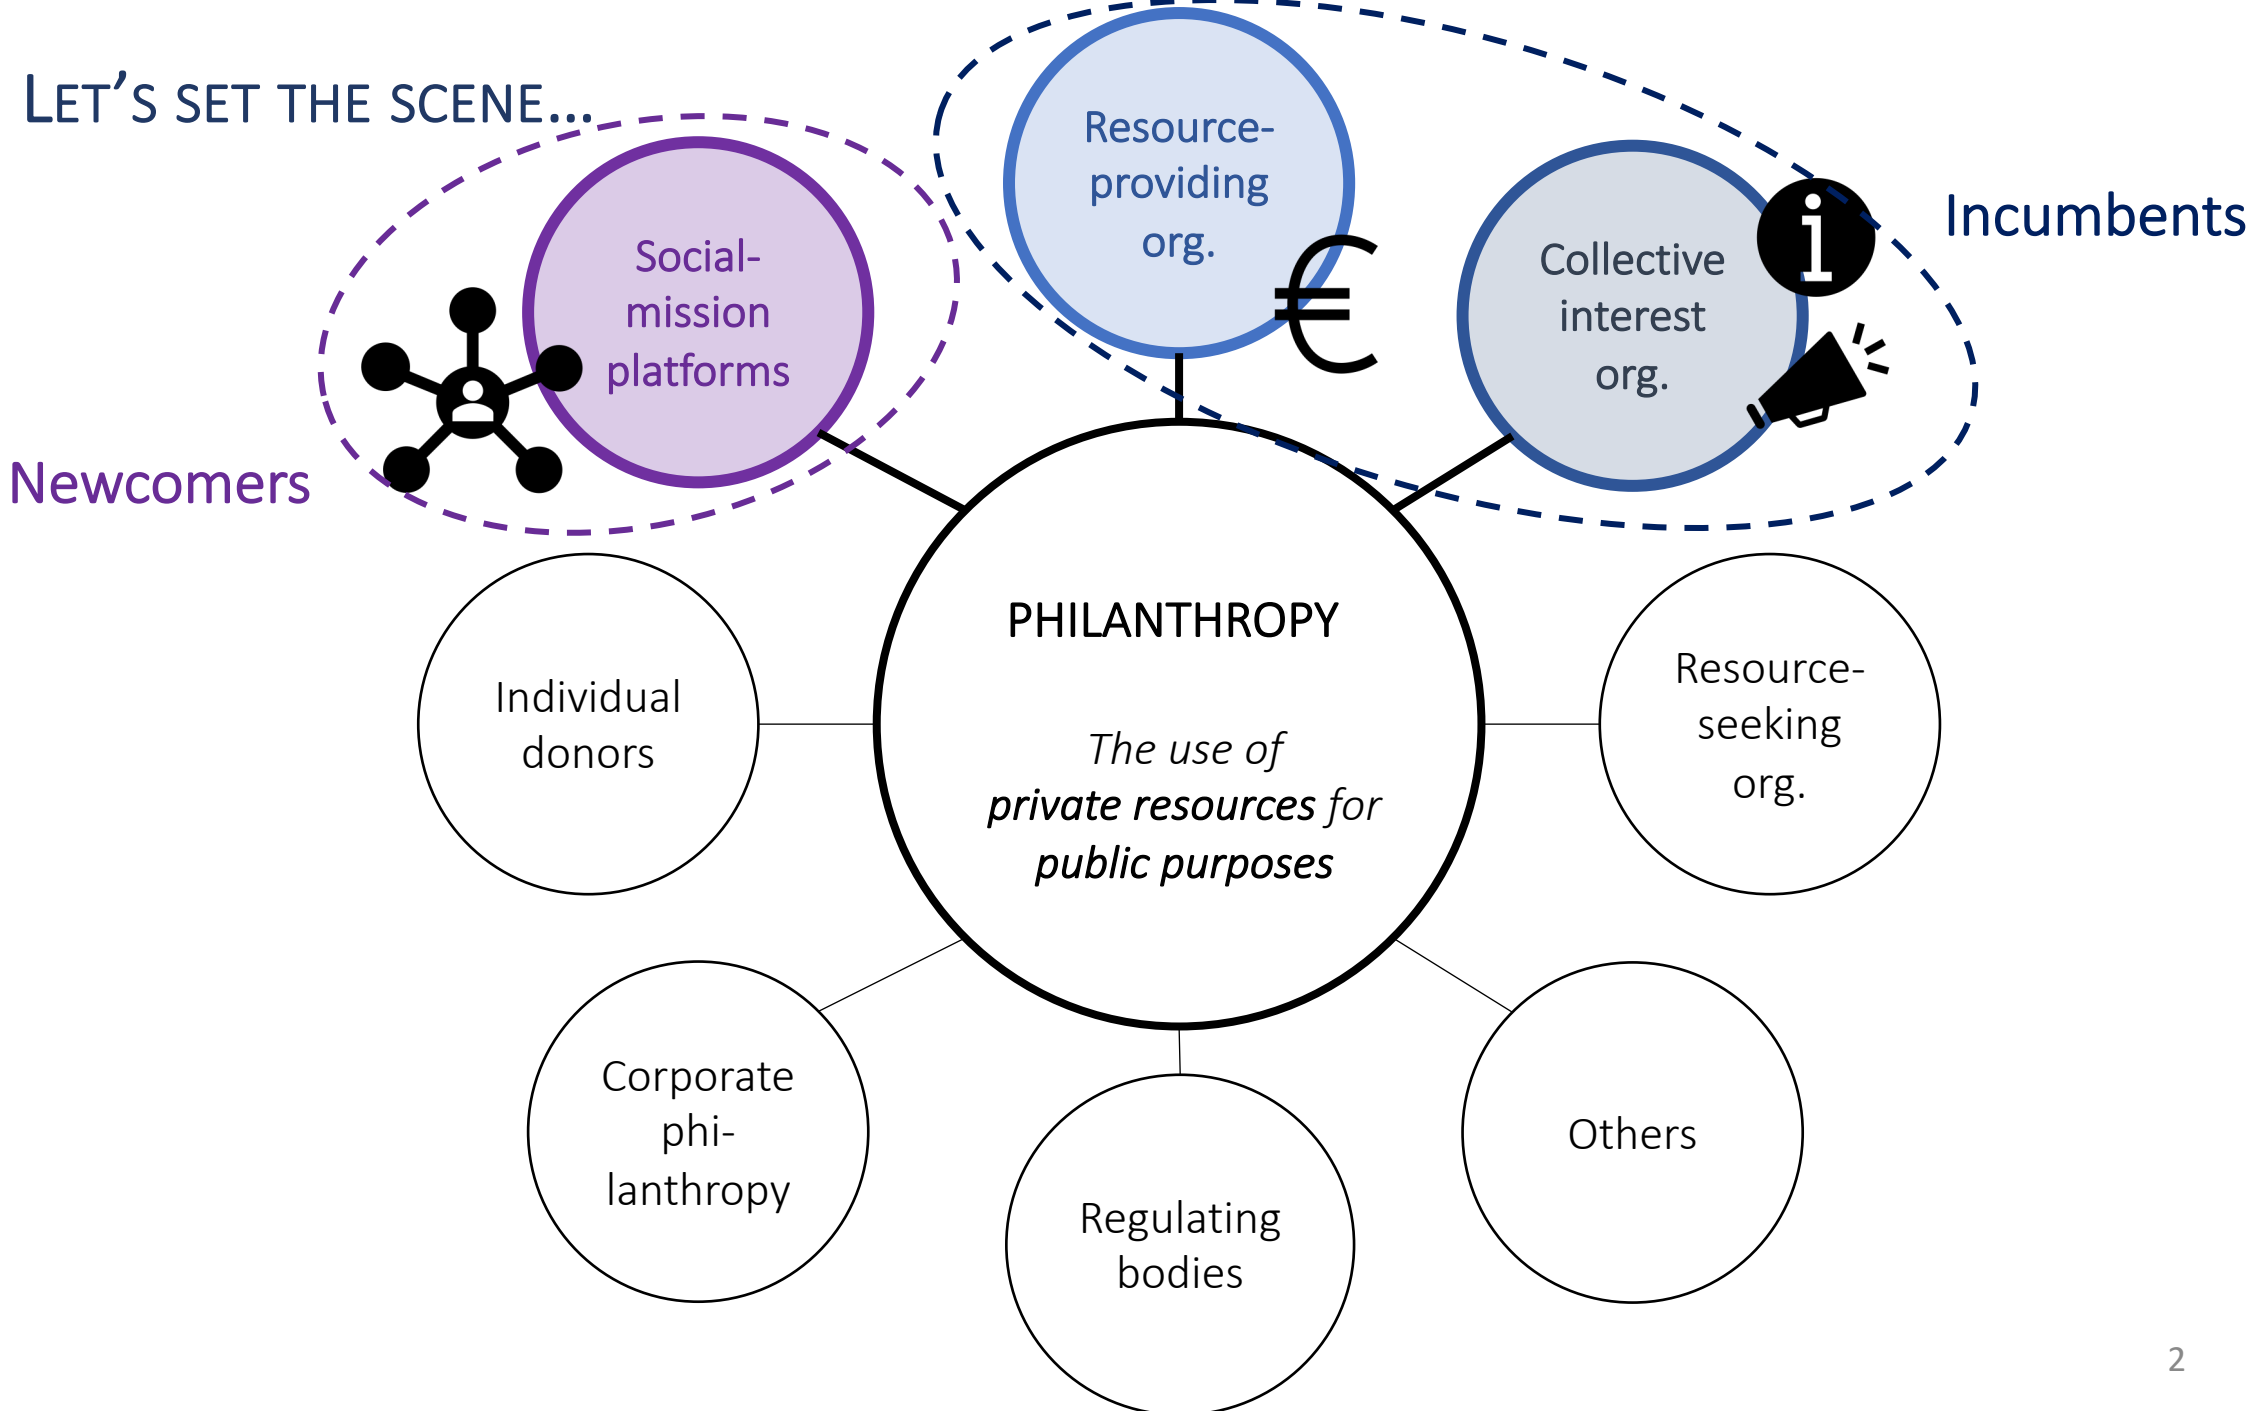 LET’S SET THE SCENE…
Resource-
providing
org.
Social-
mission
platforms
Collective
interest
org.
Incumbents
Newcomers
PHILANTHROPY
The use of
private resources for
public purposes
Individual
donors
Resource-
seeking
org.
Corporate
phi-
lanthropy
Regulating
bodies
Others
€
i
2